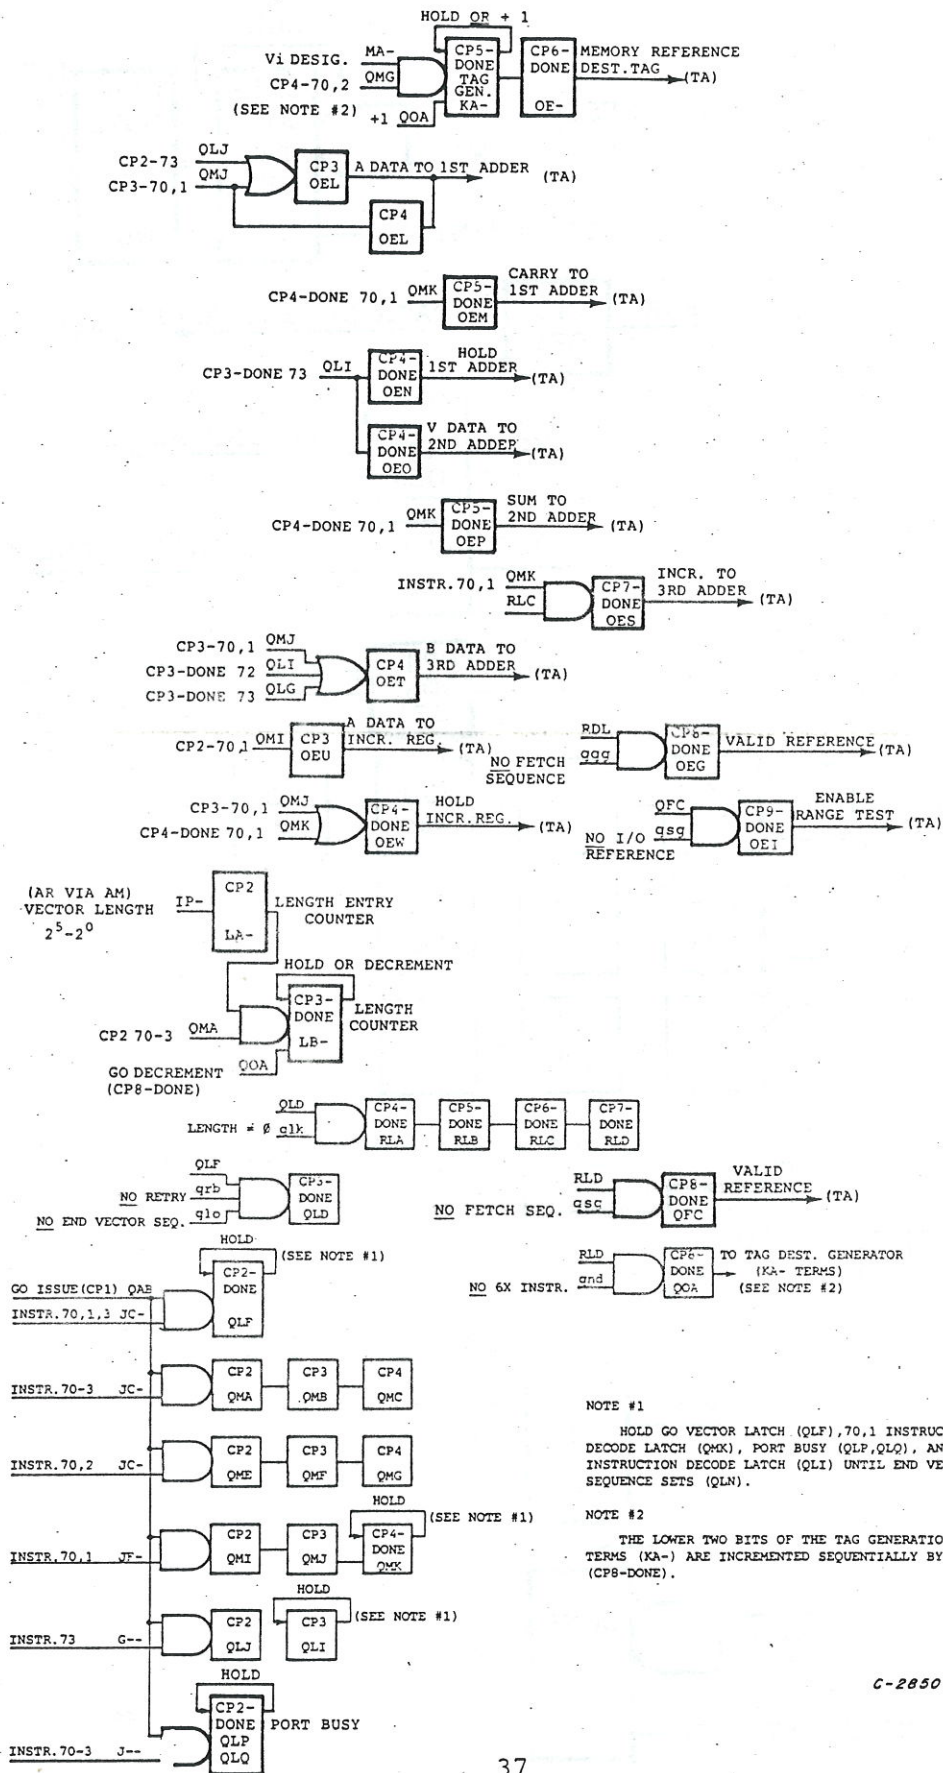 HOLD OR + 1
Vi DESIG. MA-
CP4-70,2 QMG
(SEE NOTE #2)
+1 QOA
CP5-
DONE
TAG
GEN.
KA-
CP6-
DONE
OE-
MEMORY REFERENCE
DEST.TAG
(TA)
CP2-73 QLJ
CP3-70,1 QMJ
CP3
OEL
A DATA TO 1ST ADDER
(TA)
CP4
OEL
CP4-DONE 70,1 QMK
CP5-
DONE
OEM
CARRY TO
1ST ADDER
(TA)
CP3-DONE 73 QLI
CP4-
DONE
OEN
HOLD
1ST ADDER
(TA)
CP4-
DONE
OEO
V DATA TO
2ND ADDER
(TA)
CP4-DONE 70,1 QMK
CP5-
DONE
OEP
SUM TO
2ND ADDER
(TA)
INSTR.70,1 QMK
RLC
CP7-
DONE
OES
INCR. TO
3RD ADDER
(TA)
CP3-70,1 QMJ
CP3-DONE 72 QLI
CP3-DONE 73 QLG
CP4
OET
B DATA TO
3RD ADDER
(TA)
CP2-70,1 QMI
CP3
OEU
A DATA TO
INCR. REG.
(TA)
RDL
qqq
NO FETCH
SEQUENCE
CP8-
DONE
OEG
VALID REFERENCE
(TA)
CP3-70,1 QMJ
CP4-DONE 70,1 QMK
CP4-
DONE
OEW
HOLD
INCR.REG.
(TA)
QFC
qsg
NO I/O
REFERENCE
CP9-
DONE
OEI
ENABLE
RANGE TEST
(TA)
(AR VIA AM)
VECTOR LENGTH IP-
2⁵-2⁰
CP2
LA-
LENGTH ENTRY
COUNTER
HOLD OR DECREMENT
CP2 70-3 QMA
CP3-
DONE
LB-
LENGTH
COUNTER
GO DECREMENT QOA
(CP8-DONE)
QLD
LENGTH ≠ ∅ qlk
CP4-
DONE
RLA
CP5-
DONE
RLB
CP6-
DONE
RLC
CP7-
DONE
RLD
QLF
NO RETRY qrb
NO END VECTOR SEQ. qlo
CP3-
DONE
QLD
RLD
NO FETCH SEQ. qsq
CP8-
DONE
QFC
VALID
REFERENCE
(TA)
HOLD
(SEE NOTE #1)
GO ISSUE(CP1) QAB
INSTR.70,1,3 JC-
CP2-
DONE
QLF
RLD
NO 6X INSTR. qnd
DONE
QOA
TO TAG DEST. GENERATOR
(KA- TERMS)
(SEE NOTE #2)
INSTR.70-3 JC-
CP2
QMA
CP3
QMB
CP4
QMC
INSTR.70,2 JC-
CP2
QME
CP3
QMF
CP4
QMG
INSTR.70,1 JF-
CP2
QMI
CP3
QMJ
HOLD
(SEE NOTE #1)
CP4-
DONE
QMK
INSTR.73 G--
CP2
QLJ
HOLD
(SEE NOTE #1)
CP3
QLI
INSTR.70-3 J--
HOLD
CP2-
DONE
QLP
QLQ
PORT BUSY
NOTE #1
HOLD GO VECTOR LATCH (QLF),70,1 INSTRUC
DECODE LATCH (QMK), PORT BUSY (QLP,QLQ), AN
INSTRUCTION DECODE LATCH (QLI) UNTIL END VE
SEQUENCE SETS (QLN).
NOTE #2
THE LOWER TWO BITS OF THE TAG GENERATIO
TERMS (KA-) ARE INCREMENTED SEQUENTIALLY BY
(CP8-DONE).
C-2850
37